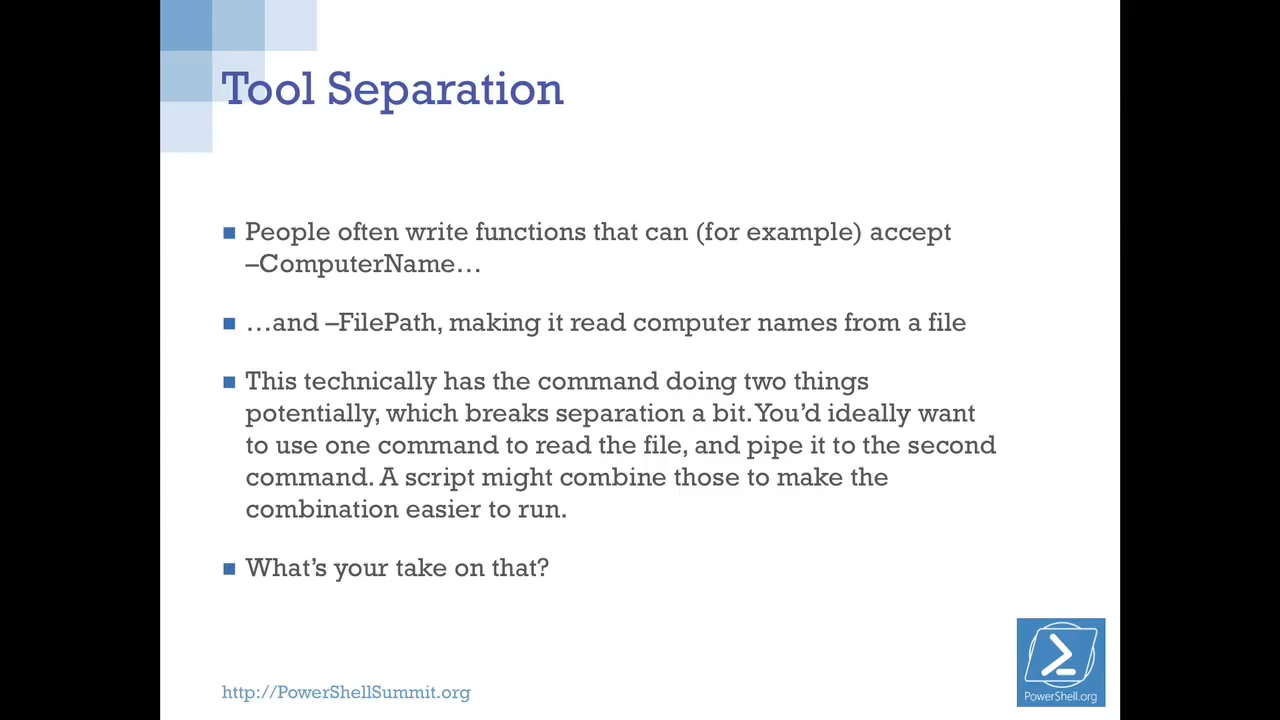 Tool Separation
People often write functions that can (for example) accept
–ComputerName…
…and –FilePath, making it read computer names from a file
This technically has the command doing two things
potentially, which breaks separation a bit. You’d ideally want
to use one command to read the file, and pipe it to the second
command. A script might combine those to make the
combination easier to run.
What’s your take on that?
http://PowerShellSummit.org
PowerShell.org